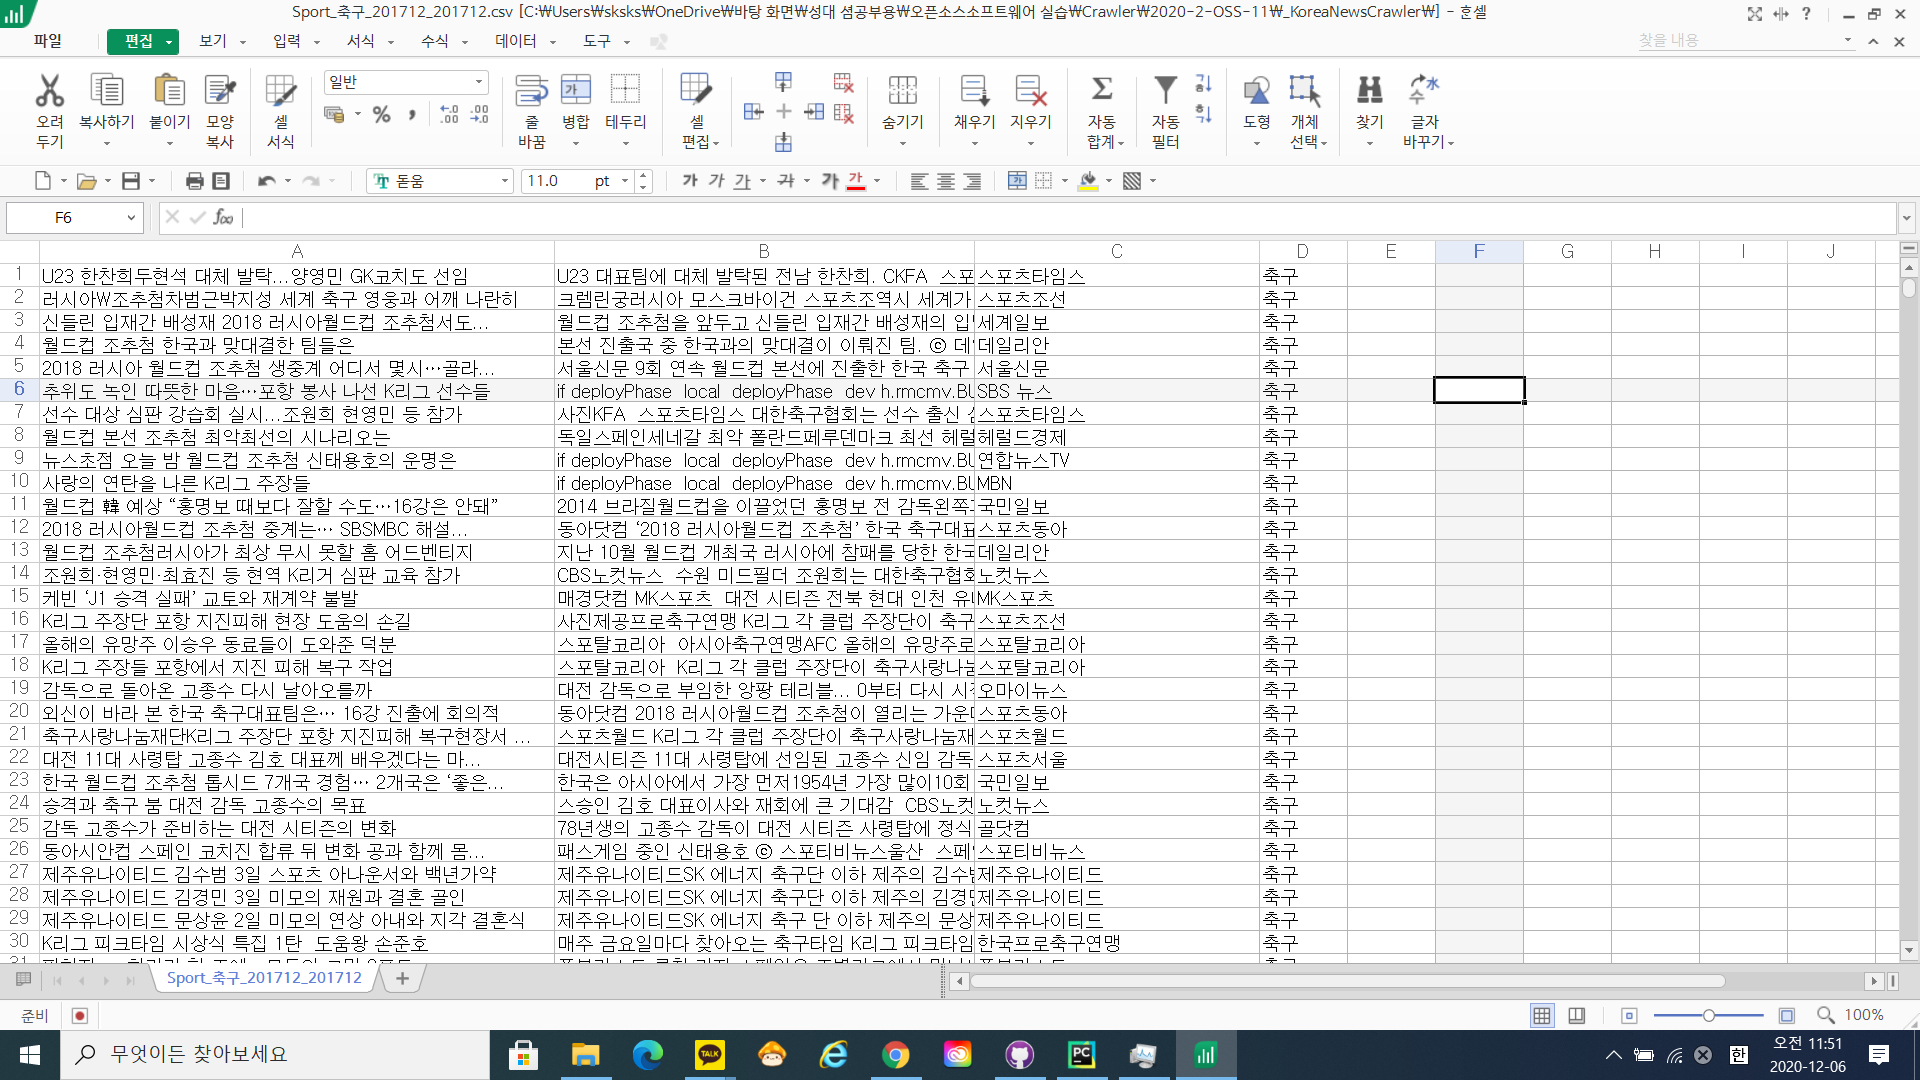 Sport_축구_201712_201712.csv [C:₩Users₩sksks₩OneDrive₩바탕 화면₩성대 셤공부용₩오픈소스소프트웨어 실습₩Crawler₩2020-2-OSS-11₩_KoreaNewsCrawler₩] - 훈셀
파일 편집 보기 입력 서식 수식 데이터 도구 찾을 내용
일반
오려 두기 복사하기 붙이기 모양 복사 셀 서식 줄 바꿈 병합 테두리 셀 편집 숨기기 채우기 지우기 자동 합계 자동 필터 도형 개체 선택 찾기 글자 바꾸기
돋움 11.0 pt 가 가 가 가 가 가
F6
A B C D E F G H I J
1 U23 한찬희두현석 대체 발탁...양영민 GK코치도 선임 U23 대표팀에 대체 발탁된 전남 한찬희. CKFA 스포 스포츠타임스 축구
2 러시아W조추첨차범근박지성 세계 축구 영웅과 어깨 나란히 크렘린궁러시아 모스크바이건 스포츠조역시 세계가 스포츠조선 축구
3 신들린 입재간 배성재 2018 러시아월드컵 조추첨서도... 월드컵 조추첨을 앞두고 신들린 입재간 배성재의 세계일보 축구
4 월드컵 조추첨 한국과 맞대결한 팀들은 본선 진출국 중 한국과의 맞대결이 이뤄진 팀. ⓒ 데일리안 축구
5 2018 러시아 월드컵 조추첨 생중계 어디서 몇시…골라... 서울신문 9회 연속 월드컵 본선에 진출한 한국 축구 서울신문 축구
6 추위도 녹인 따뜻한 마음…포항 봉사 나선 K리그 선수들 if deployPhase local deployPhase dev h.rmcmv.BU SBS 뉴스 축구
7 선수 대상 심판 강습회 실시...조원희 현영민 등 참가 사진KFA 스포츠타임스 대한축구협회는 선수 출신 스포츠타임스 축구
8 월드컵 본선 조추첨 최악최선의 시나리오는 독일스페인세네갈 최악 폴란드페루덴마크 최선 헤럴 헤럴드경제 축구
9 뉴스초점 오늘 밤 월드컵 조추첨 신태용호의 운명은 if deployPhase local deployPhase dev h.rmcmv.BU 연합뉴스TV 축구
10 사랑의 연탄을 나른 K리그 주장들 if deployPhase local deployPhase dev h.rmcmv.BU MBN 축구
11 월드컵 韓 예상 “홍명보 때보다 잘할 수도…16강은 안돼” 2014 브라질월드컵을 이끌었던 홍명보 전 감독왼쪽 국민일보 축구
12 2018 러시아월드컵 조추첨 중계는… SBSMBC 해설... 동아닷컴 ‘2018 러시아월드컵 조추첨’ 한국 축구대표 스포츠동아 축구
13 월드컵 조추첨러시아가 최상 무시 못할 홈 어드벤티지 지난 10월 월드컵 개최국 러시아에 참패를 당한 한국 데일리안 축구
14 조원희·현영민·최효진 등 현역 K리거 심판 교육 참가 CBS노컷뉴스 수원 미드필더 조원희는 대한축구협회 노컷뉴스 축구
15 케빈 ‘J1 승격 실패’ 교토와 재계약 불발 매경닷컴 MK스포츠 대전 시티즌 전북 현대 인천 유나 MK스포츠 축구
16 K리그 주장단 포항 지진피해 현장 도움의 손길 사진제공프로축구연맹 K리그 각 클럽 주장단이 축구 스포츠조선 축구
17 올해의 유망주 이승우 동료들이 도와준 덕분 스포탈코리아 아시아축구연맹AFC 올해의 유망주로 스포탈코리아 축구
18 K리그 주장들 포항에서 지진 피해 복구 작업 스포탈코리아 K리그 각 클럽 주장단이 축구사랑나눔 스포탈코리아 축구
19 감독으로 돌아온 고종수 다시 날아오를까 대전 감독으로 부임한 앙팡 테리블... 0부터 다시 시작 오마이뉴스 축구
20 외신이 바라 본 한국 축구대표팀은… 16강 진출에 회의적 동아닷컴 2018 러시아월드컵 조추첨이 열리는 가운데 스포츠동아 축구
21 축구사랑나눔재단K리그 주장단 포항 지진피해 복구현장서 ... 스포츠월드 K리그 각 클럽 주장단이 축구사랑나눔재 스포츠월드 축구
22 대전 11대 사령탑 고종수 김호 대표께 배우겠다는 마... 대전시티즌 11대 사령탑에 선임된 고종수 신임 감독 스포츠서울 축구
23 한국 월드컵 조추첨 톱시드 7개국 경험… 2개국은 ‘좋은... 한국은 아시아에서 가장 먼저1954년 가장 많이10회 국민일보 축구
24 승격과 축구 붐 대전 감독 고종수의 목표 스승인 김호 대표이사와 재회에 큰 기대감 CBS노컷 노컷뉴스 축구
25 감독 고종수가 준비하는 대전 시티즌의 변화 78년생의 고종수 감독이 대전 시티즌 사령탑에 정식 골닷컴 축구
26 동아시안컵 스페인 코치진 합류 뒤 변화 공과 함께 몸... 패스게임 중인 신태용호 ⓒ 스포티비뉴스울산 스페인 스포티비뉴스 축구
27 제주유나이티드 김수범 3일 스포츠 아나운서와 백년가약 제주유나이티드SK 에너지 축구단 이하 제주의 김수범 제주유나이티드 축구
28 제주유나이티드 김경민 3일 미모의 재원과 결혼 골인 제주유나이티드SK 에너지 축구단 이하 제주의 김경민 제주유나이티드 축구
29 제주유나이티드 문상윤 2일 미모의 연상 아내와 지각 결혼식 제주유나이티드SK 에너지 축구 단 이하 제주의 문상 제주유나이티드 축구
30 K리그 피크타임 시상식 특집 1탄 도움왕 손준호 매주 금요일마다 찾아오는 축구타임 K리그 피크타임 한국프로축구연맹 축구
Sport_축구_201712_201712
준비 100%
무엇이든 찾아보세요 TALK PC 한 오전 11:51
2020-12-06